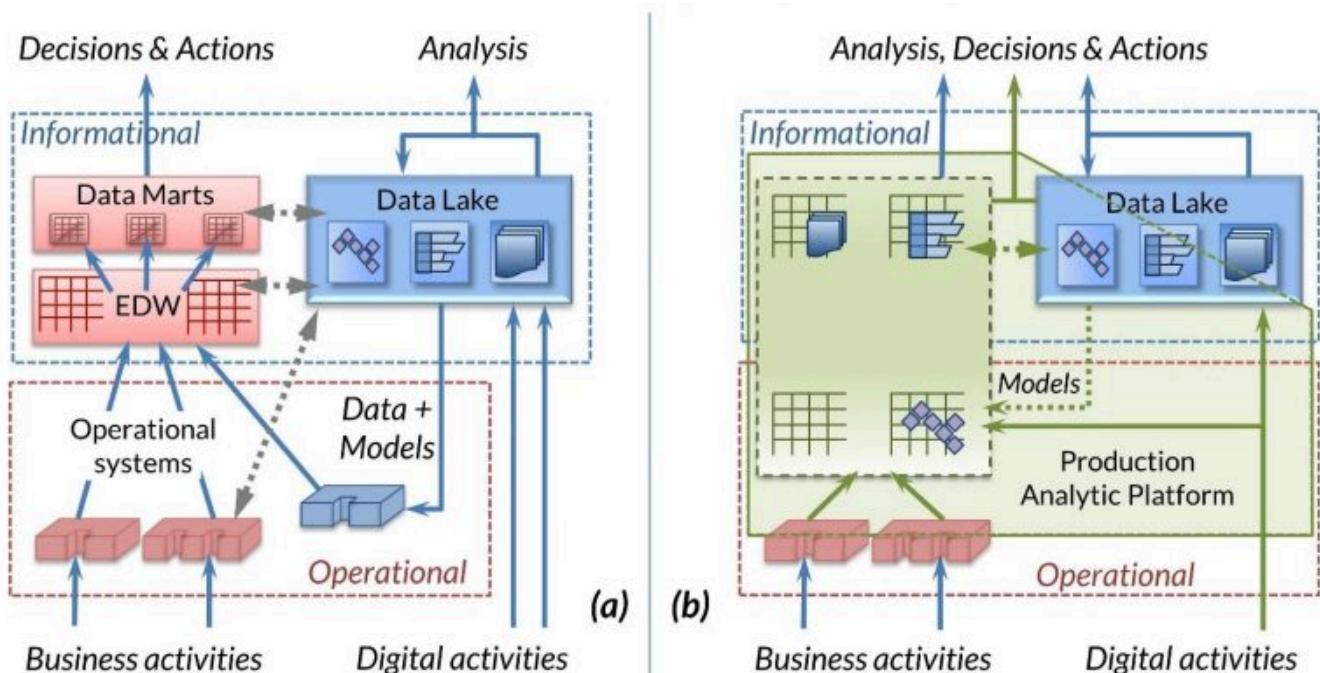 Decisions & Actions
Analysis
Informational
Data Marts
Data Lake
EDW
Operational
systems
Data +
Models
Operational
(a)
Business activities
Digital activities
Analysis, Decisions & Actions
Informational
Data Lake
Models
Production
Analytic Platform
Operational
(b)
Business activities
Digital activities